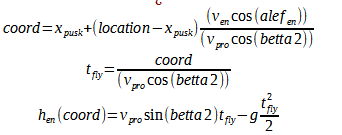 coord=x_pusk+(location−x_pusk) (v_en cos(alef_en))/(v_pro cos(betta2))
t_fly= coord/(v_pro cos(betta2))
h_en(coord)=v_pro sin(betta2)t_fly−g t_fly^2/2